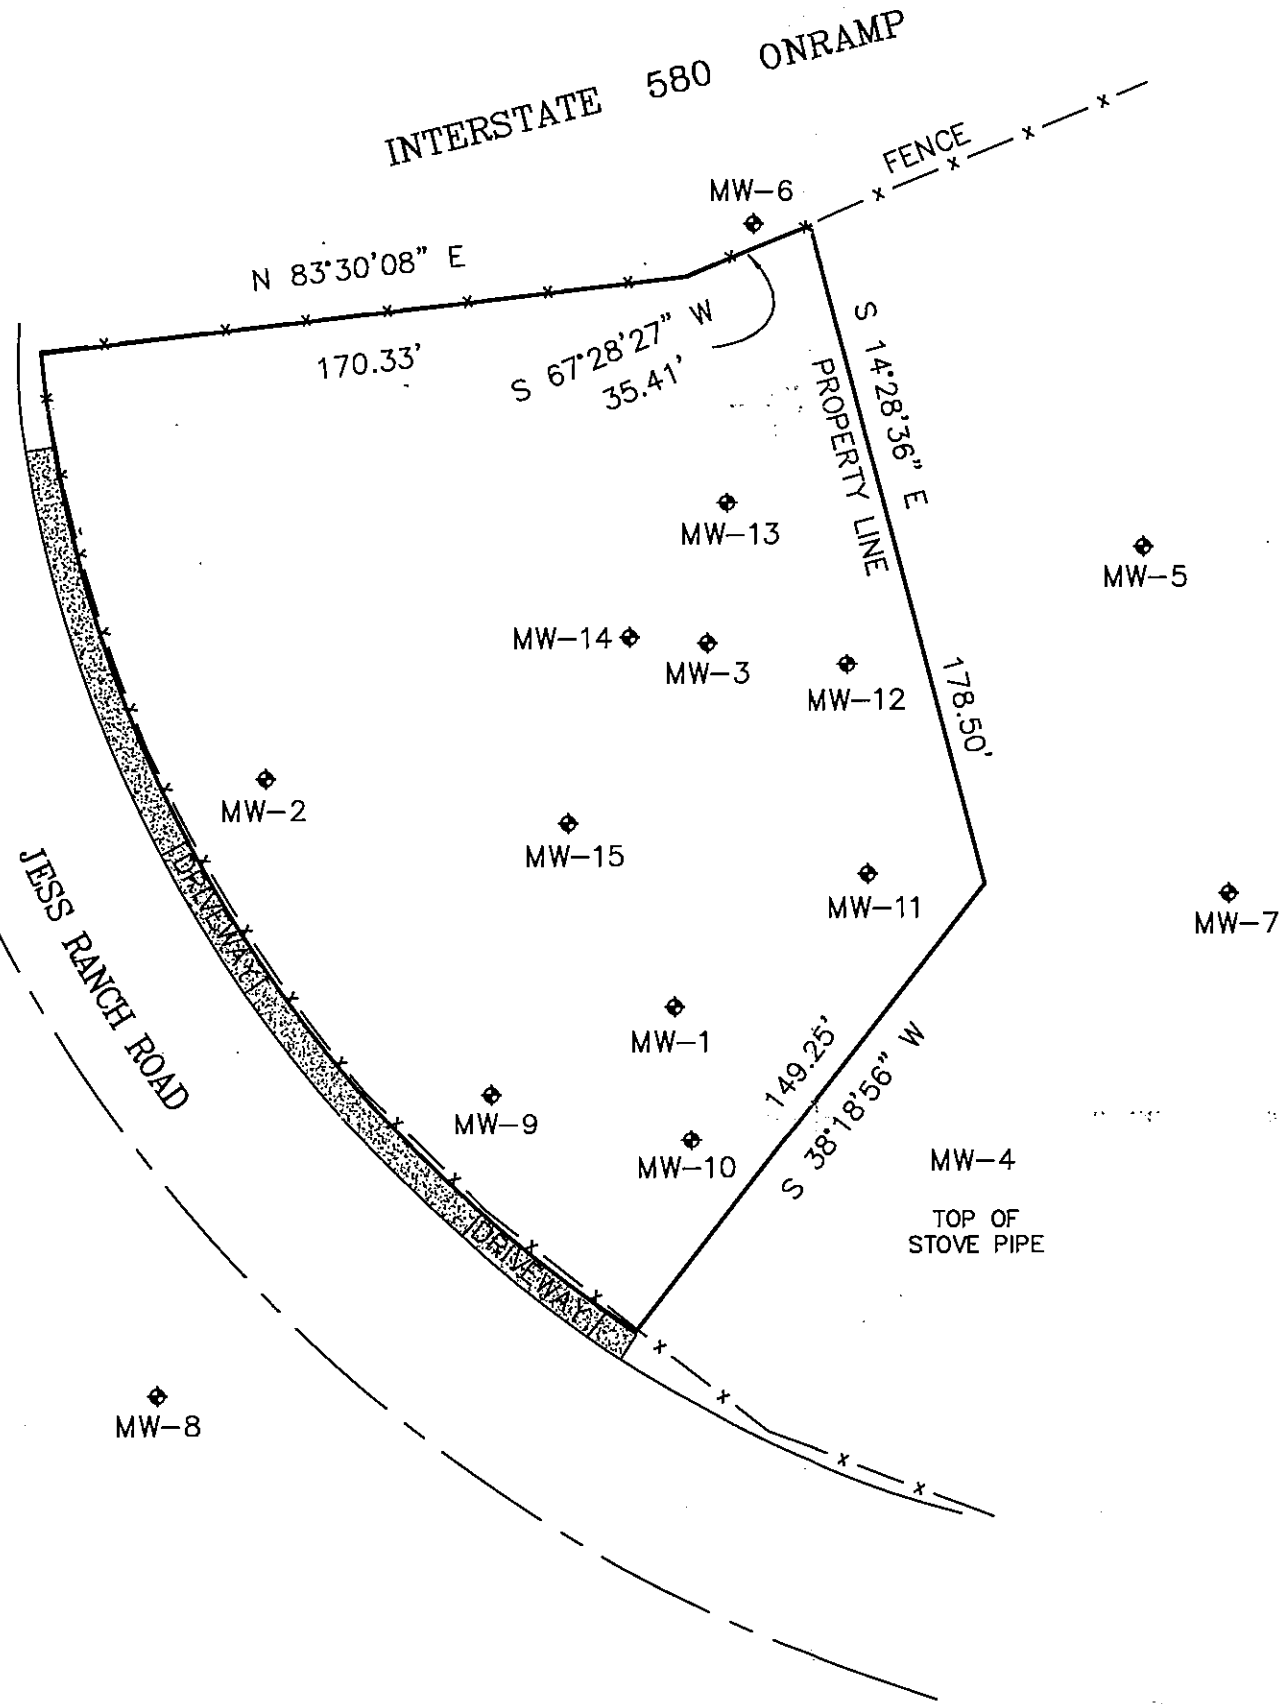 INTERSTATE 580 ONRAMP
FENCE
MW-6
N 83°30'08" E
170.33'
S 67°28'27" W
35.41'
S 14°28'36" E
PROPERTY LINE
178.50'
MW-13
MW-5
MW-14
MW-3
MW-12
MW-2
MW-15
MW-11
MW-7
JESS RANCH ROAD
DRIVEWAY
MW-1
149.25'
S 38°18'56" W
MW-9
MW-10
MW-4
TOP OF
STOVE PIPE
DRIVEWAY
MW-8